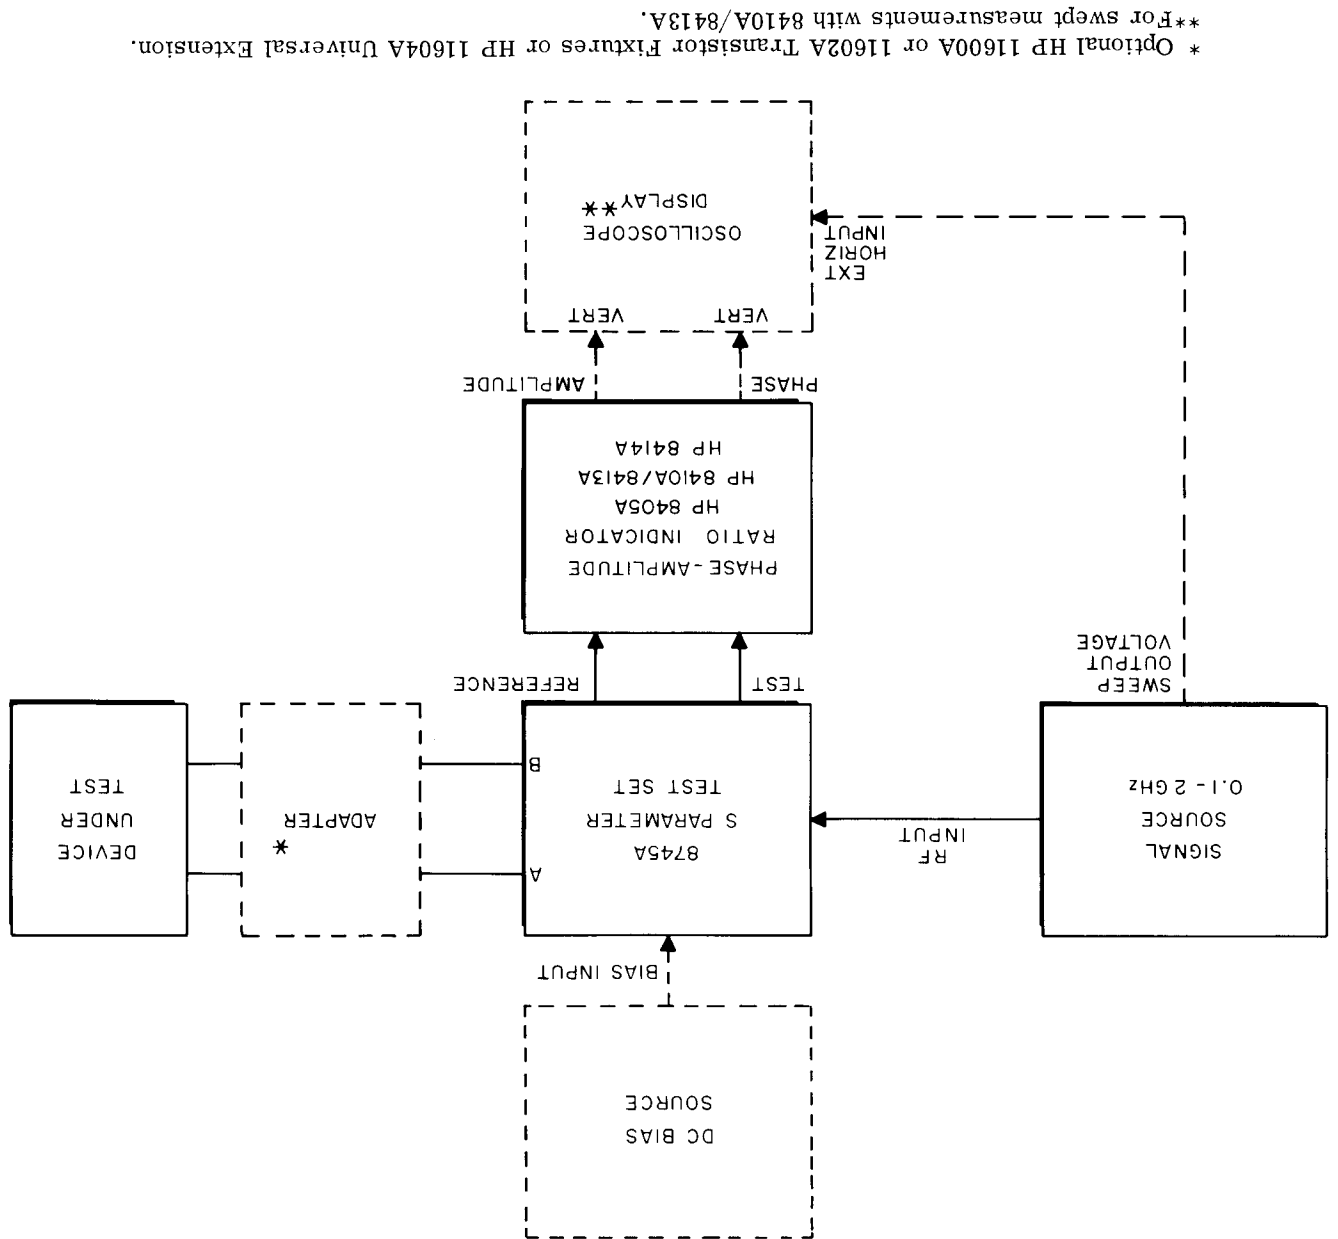 DC BIAS
SOURCE
BIAS INPUT
SIGNAL
SOURCE
0.1 - 2 GHz
RF
INPUT
8745A
S PARAMETER
TEST SET
A
B
ADAPTER
*
DEVICE
UNDER
TEST
SWEEP
OUTPUT
VOLTAGE
TEST
REFERENCE
PHASE-AMPLITUDE
RATIO INDICATOR
HP 8405A
HP 8410A/8413A
HP 8414A
PHASE
AMPLITUDE
EXT
HORIZ
INPUT
VERT
VERT
OSCILLOSCOPE
DISPLAY**
* Optional HP 11600A or 11602A Transistor Fixtures or HP 11604A Universal Extension.
**For swept measurements with 8410A/8413A.